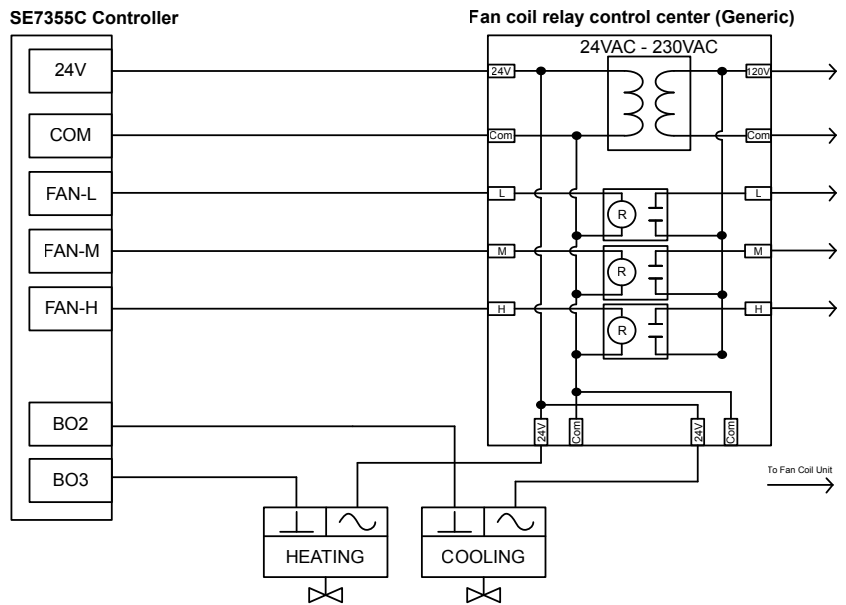 SE7355C Controller
Fan coil relay control center (Generic)
24VAC - 230VAC
24V
24V
120V
COM
Com
Com
FAN-L
L
R
L
FAN-M
M
R
M
FAN-H
H
R
H
BO2
24V
Com
24V
Com
BO3
To Fan Coil Unit
HEATING
COOLING